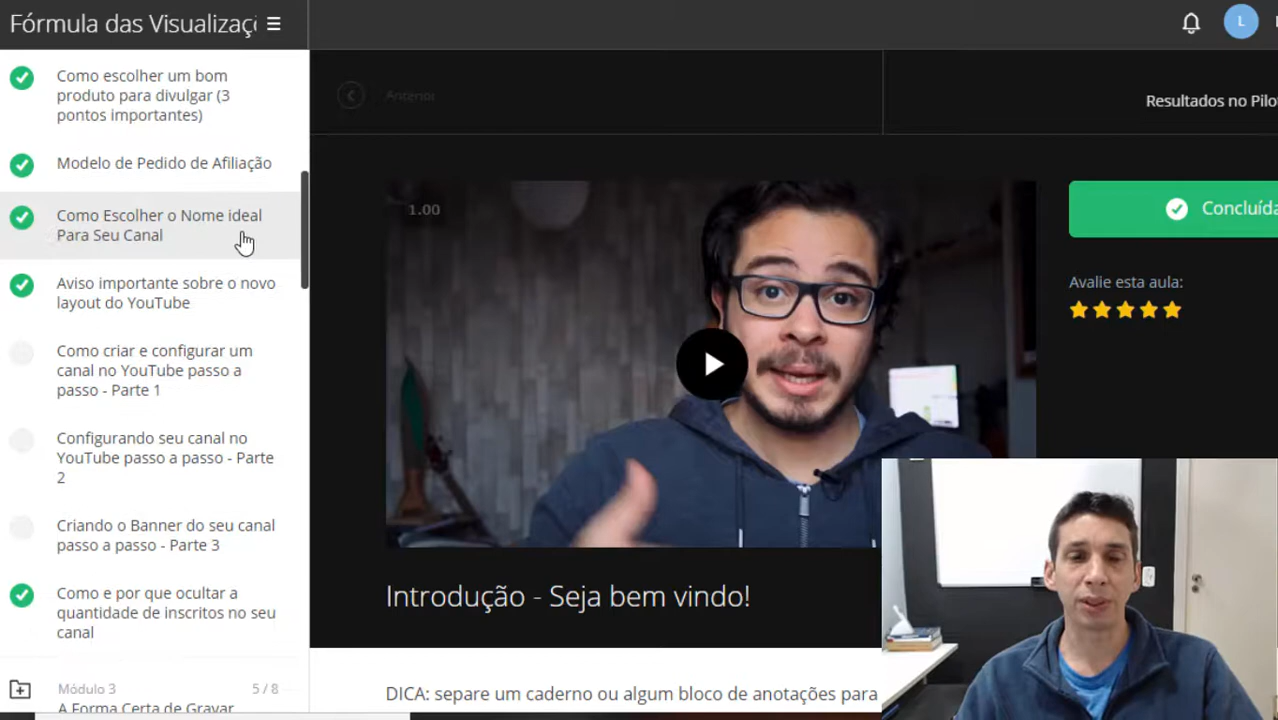 Fórmula das Visualizaç
L
Como escolher um bom
produto para divulgar (3
pontos importantes)
Modelo de Pedido de Afiliação
Como Escolher o Nome ideal
Para Seu Canal
Aviso importante sobre o novo
layout do YouTube
Como criar e configurar um
canal no YouTube passo a
passo - Parte 1
Configurando seu canal no
YouTube passo a passo - Parte
2
Criando o Banner do seu canal
passo a passo - Parte 3
Como e por que ocultar a
quantidade de inscritos no seu
canal
Módulo 3
5 / 8
A Forma Certa de Gravar
Anterior
Resultados no Pilo
1.00
Concluída
Avalie esta aula:
Introdução - Seja bem vindo!
DICA: separe um caderno ou algum bloco de anotações para